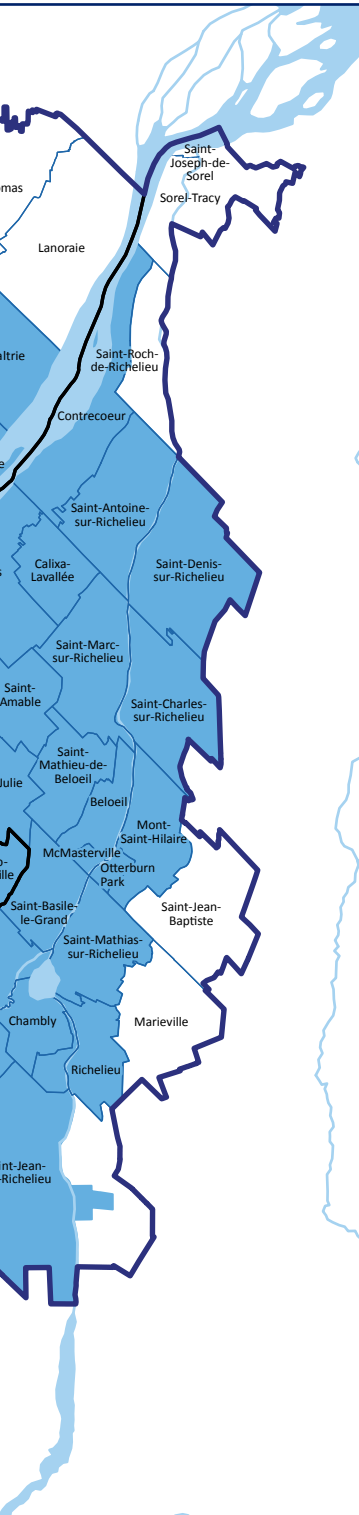 Saint-
Joseph-de-
Sorel
omas
Sorel-Tracy
Lanoraie
Saint-Roch-
de-Richelieu
altrie
Contrecoeur
e
Saint-Antoine-
sur-Richelieu
Calixa-
Lavallée
Saint-Denis-
sur-Richelieu
s
Saint-Marc-
sur-Richelieu
Saint-
Amable
Saint-Charles-
sur-Richelieu
Saint-
Mathieu-de-
Beloeil
Julie
Beloeil
Mont-
Saint-Hilaire
McMasterville
o-
ille
Otterburn
Park
Saint-Basile-
le-Grand
Saint-Jean-
Baptiste
Saint-Mathias-
sur-Richelieu
Chambly
Marieville
Richelieu
int-Jean-
-Richelieu